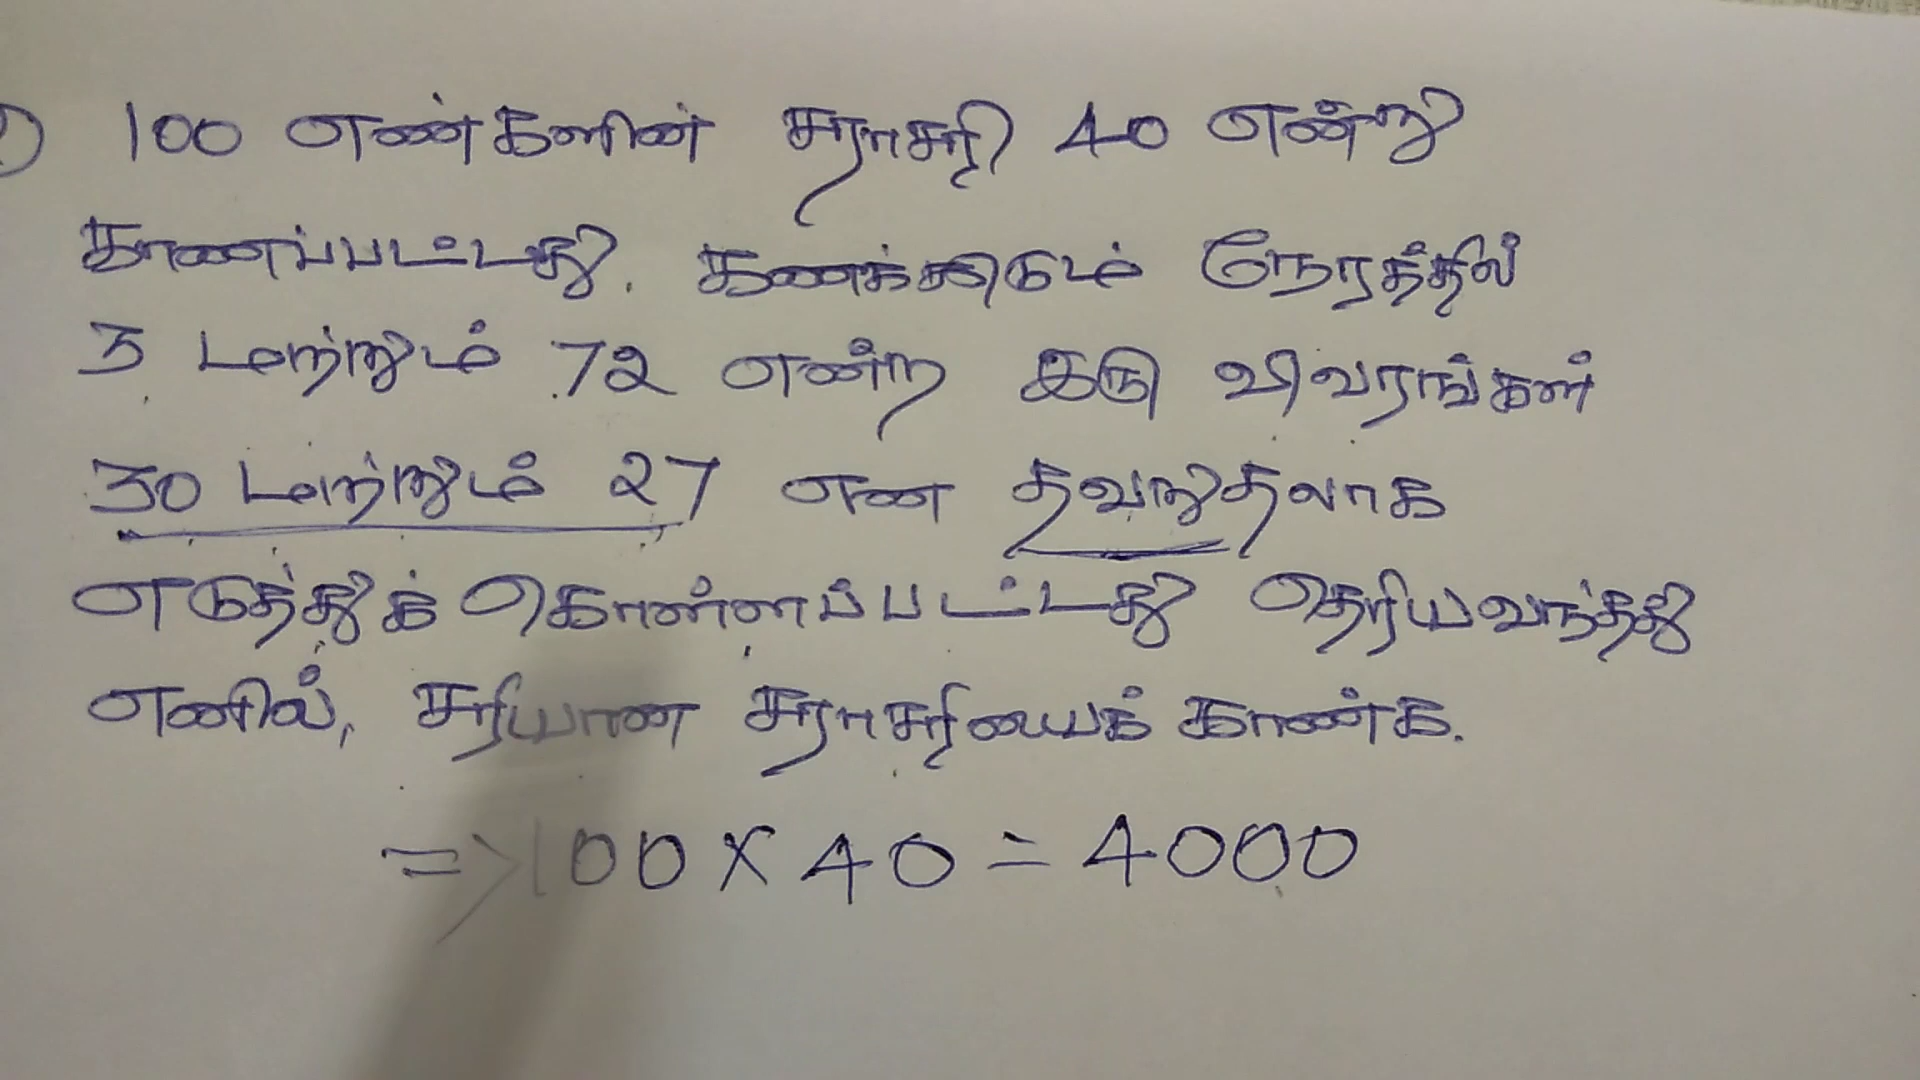 100 எண்களின் சராசரி 40 என்று
காணப்பட்டது. கணக்கிடும் நேரத்தில்
3 மற்றும் 72 என்ற இரு விவரங்கள்
30 மற்றும் 27 என தவறுதலாக
எடுத்துக் கொள்ளப்பட்டது தெரியவந்தது
எனில், சரியான சராசரியைக் காண்க.
=> 100 X 40 = 4000